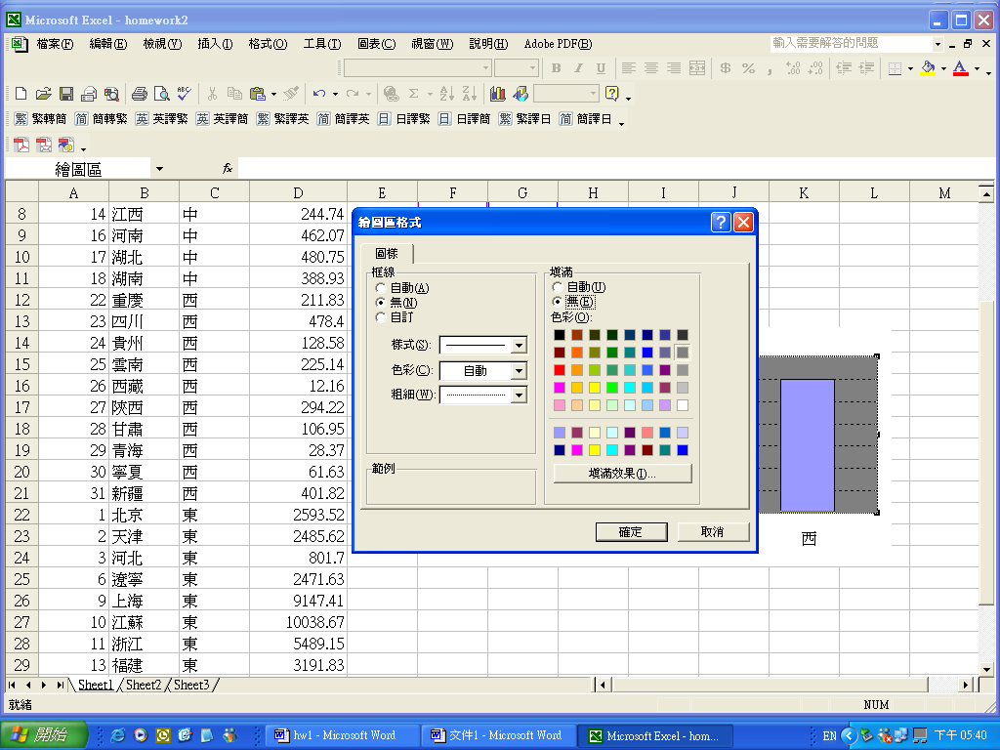 Microsoft Excel - homework2
檔案(F) 編輯(E) 檢視(V) 插入(I) 格式(O) 工具(T) 圖表(C) 視窗(W) 說明(H) Adobe PDF(B) 輸入需要解答的問題
B I U $ % ,
繁 繁轉簡 簡 簡轉繁 英 英譯繁 英 英譯簡 繁 繁譯英 簡 簡譯英 日 日譯繁 日 日譯簡 繁 繁譯日 簡 簡譯日
繪圖區 fx
A B C D E F G H I J K L M
8 14 江西 中 244.74
9 16 河南 中 462.07
10 17 湖北 中 480.75
11 18 湖南 中 388.93
12 22 重慶 西 211.83
13 23 四川 西 478.4
14 24 貴州 西 128.58
15 25 雲南 西 225.14
16 26 西藏 西 12.16
17 27 陝西 西 294.22
18 28 甘肅 西 106.95
19 29 青海 西 28.37
20 30 寧夏 西 61.63
21 31 新疆 西 401.82
22 1 北京 東 2593.52
23 2 天津 東 2485.62
24 3 河北 東 801.7
25 6 遼寧 東 2471.63
26 9 上海 東 9147.41
27 10 江蘇 東 10038.67
28 11 浙江 東 5489.15
29 13 福建 東 3191.83
繪圖區格式
圖樣
框線
自動(A)
無(N)
自訂
樣式(S):
色彩(C): 自動
粗細(W):
範例
填滿
自動(U)
無(E)
色彩(O):
填滿效果(I)...
確定 取消
西
Sheet1 Sheet2 Sheet3
就緒 NUM
開始 hw1 - Microsoft Word 文件1 - Microsoft Word Microsoft Excel - hom... EN 下午 05:40